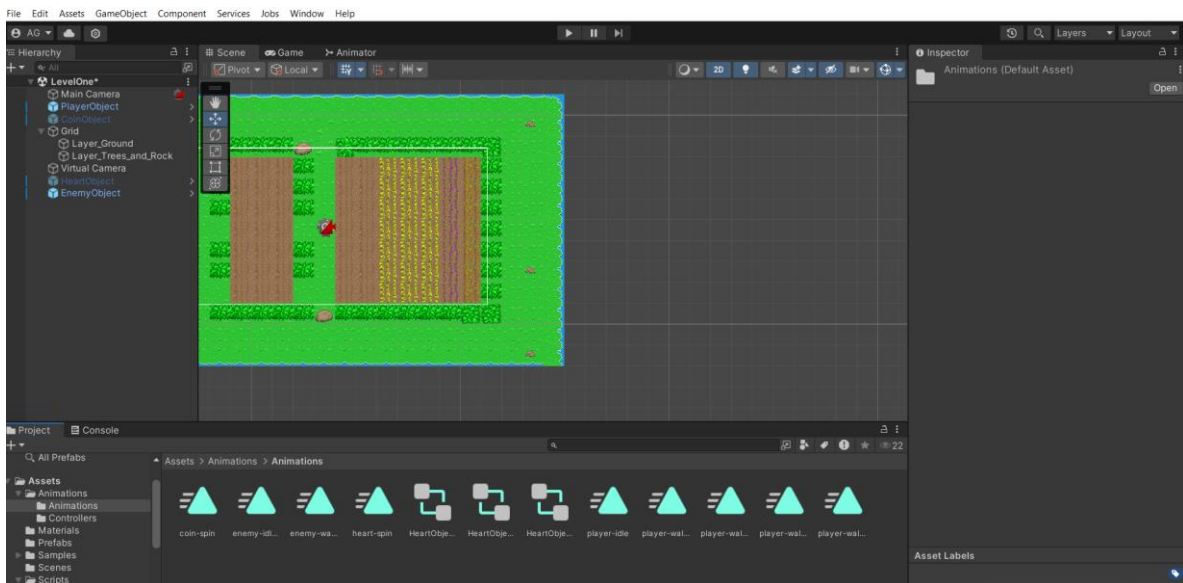 File Edit Assets GameObject Component Services Jobs Window Help
AG Layers Layout
Hierarchy
All
LevelOne*
Main Camera
PlayerObject
CoinObject
Grid
Layer_Ground
Layer_Trees_and_Rock
Virtual Camera
HeartObject
EnemyObject
Scene Game Animator
Pivot Local 2D
Inspector
Animations (Default Asset)
Open
Project Console
22
All Prefabs
Assets
Animations
Animations
Controllers
Materials
Prefabs
Samples
Scenes
Scripts
Assets > Animations > Animations
coin-spin enemy-idl... enemy-wa... heart-spin HeartObje... HeartObje... HeartObje... player-idle player-wal... player-wal... player-wal... player-wal...
Asset Labels